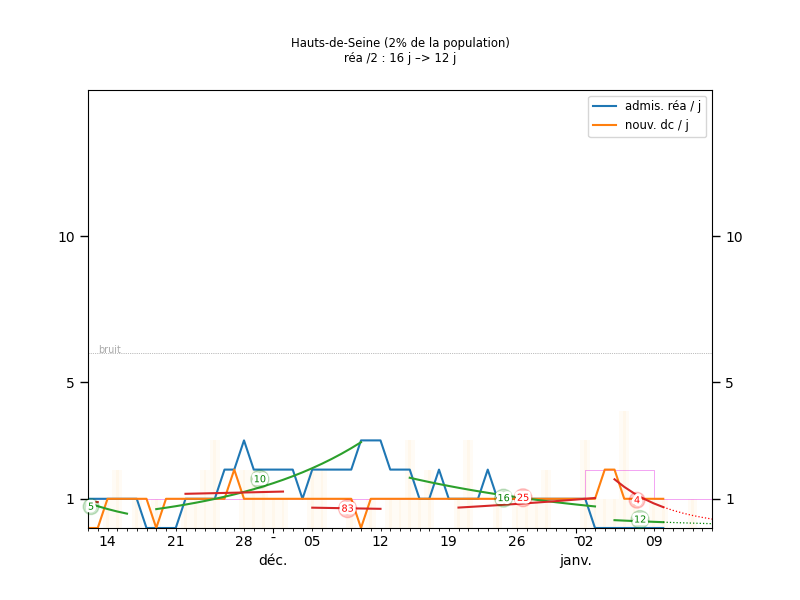 Hauts-de-Seine (2% de la population)
réa /2 : 16 j –> 12 j
admis. réa / j
nouv. dc / j
10 10
bruit
5 5
10
16 25 4
1 1
5 83
12
14 21 28 - 05 12 19 26 - 02 09
déc. janv.